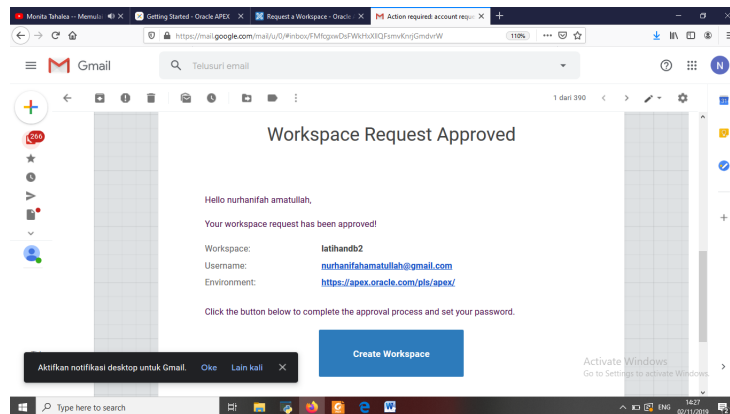 Monita Tahalea -- Memula
Getting Started - Oracle APEX
Request a Workspace - Oracle
Action required: account reque
https://mail.google.com/mail/u/0/#inbox/FMfcgxwDsFWkHxXIlQFsmvKnrjGmdvrW
110%
Gmail
Telusuri email
N
1 dari 390
31
266
Workspace Request Approved
Hello nurhanifah amatullah,
Your workspace request has been approved!
Workspace: latihandb2
Username: nurhanifahamatullah@gmail.com
Environment: https://apex.oracle.com/pls/apex/
Click the button below to complete the approval process and set your password.
Create Workspace
Activate Windows
Go to Settings to activate Windows.
Aktifkan notifikasi desktop untuk Gmail. Oke Lain kali
Type here to search
ENG
14:27
02/11/2019